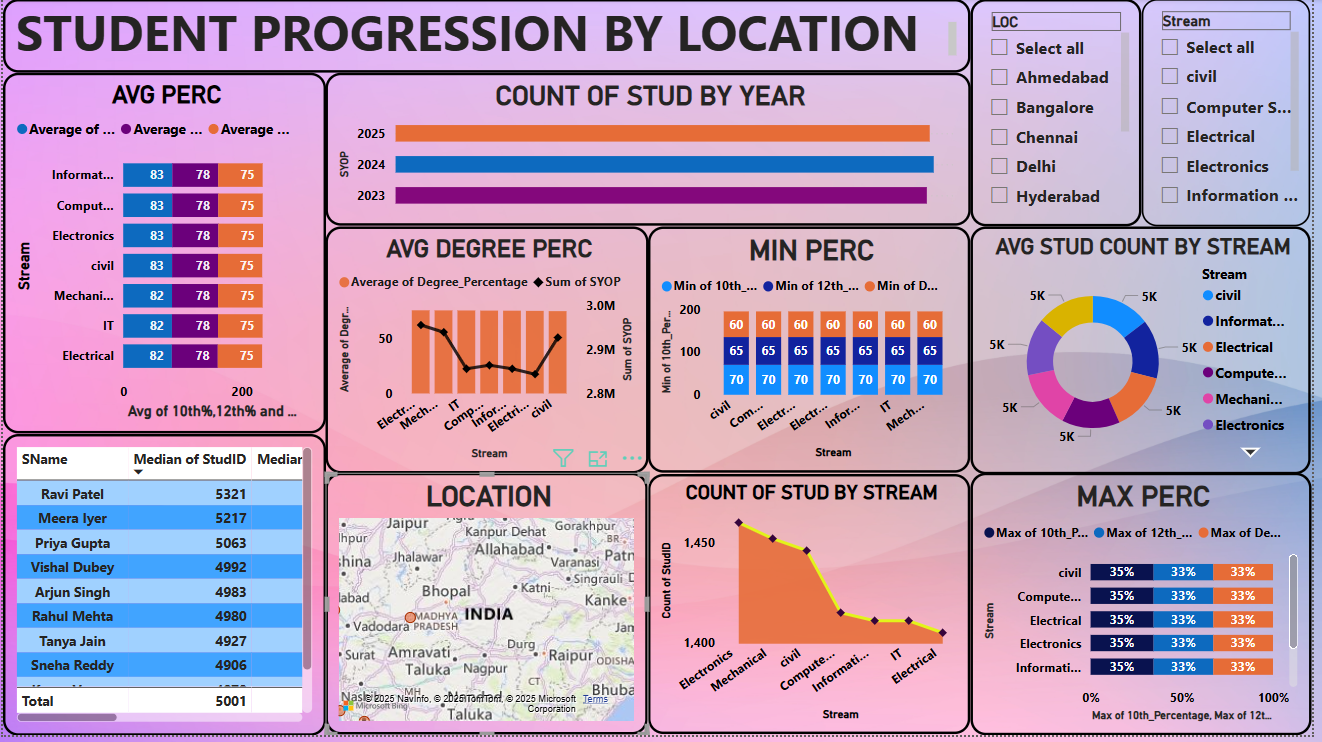 STUDENT PROGRESSION BY LOCATION
LOC
Select all
Ahmedabad
Bangalore
Chennai
Delhi
Hyderabad
Stream
Select all
civil
Computer S...
Electrical
Electronics
Information ...
AVG PERC
Average of ... Average ... Average ...
Stream
Informat... 83 78 75
Comput... 83 78 75
Electronics 83 78 75
civil 83 78 75
Mechani... 82 78 75
IT 82 78 75
Electrical 82 78 75
0 200
Avg of 10th%,12th% and ...
COUNT OF STUD BY YEAR
SYOP
2025
2024
2023
AVG DEGREE PERC
Average of Degree_Percentage Sum of SYOP
Average of Degr...
50
0
3.0M
2.9M
2.8M
Sum of SYOP
Electr... Mech... IT Comp... Infor... Electri... civil
Stream
MIN PERC
Min of 10th_... Min of 12th_... Min of D...
Min of 10th_Per...
200
100
0
60 60 60 60 60 60 60
65 65 65 65 65 65 65
70 70 70 70 70 70 70
civil Com... Electr... Electr... Infor... IT Mech...
Stream
AVG STUD COUNT BY STREAM
5K 5K
5K 5K
5K 5K
5K
Stream
civil
Informat...
Electrical
Compute...
Mechani...
Electronics
SName Median of StudID Median
Ravi Patel 5321
Meera Iyer 5217
Priya Gupta 5063
Vishal Dubey 4992
Arjun Singh 4983
Rahul Mehta 4980
Tanya Jain 4927
Sneha Reddy 4906
Total 5001
LOCATION
Jaipur
Kanpur Dehat
Gorakhpur
Jhalawar
Allahabad
Varanasi
BR
Patn
Singrauli
Bhopal
Katni
Kanke
MADHYA PRADESH
INDIA
Vadodara
Durg
Surat
Amravati Taluka
Nagpur
Raipur
ODISHA
CT
MH
Bhuba
Taluka
© 2025 NavInfo, © 2025 TomTom, © 2025 Microsoft Corporation Terms
Microsoft Bing
COUNT OF STUD BY STREAM
Count of StudID
1,450
1,400
Electronics Mechanical civil Compute... Informati... IT Electrical
Stream
MAX PERC
Max of 10th_P... Max of 12th_... Max of De...
Stream
civil 35% 33% 33%
Compute... 35% 33% 33%
Electrical 35% 33% 33%
Electronics 35% 33% 33%
Informati... 35% 33% 33%
0% 50% 100%
Max of 10th_Percentage, Max of 12t...